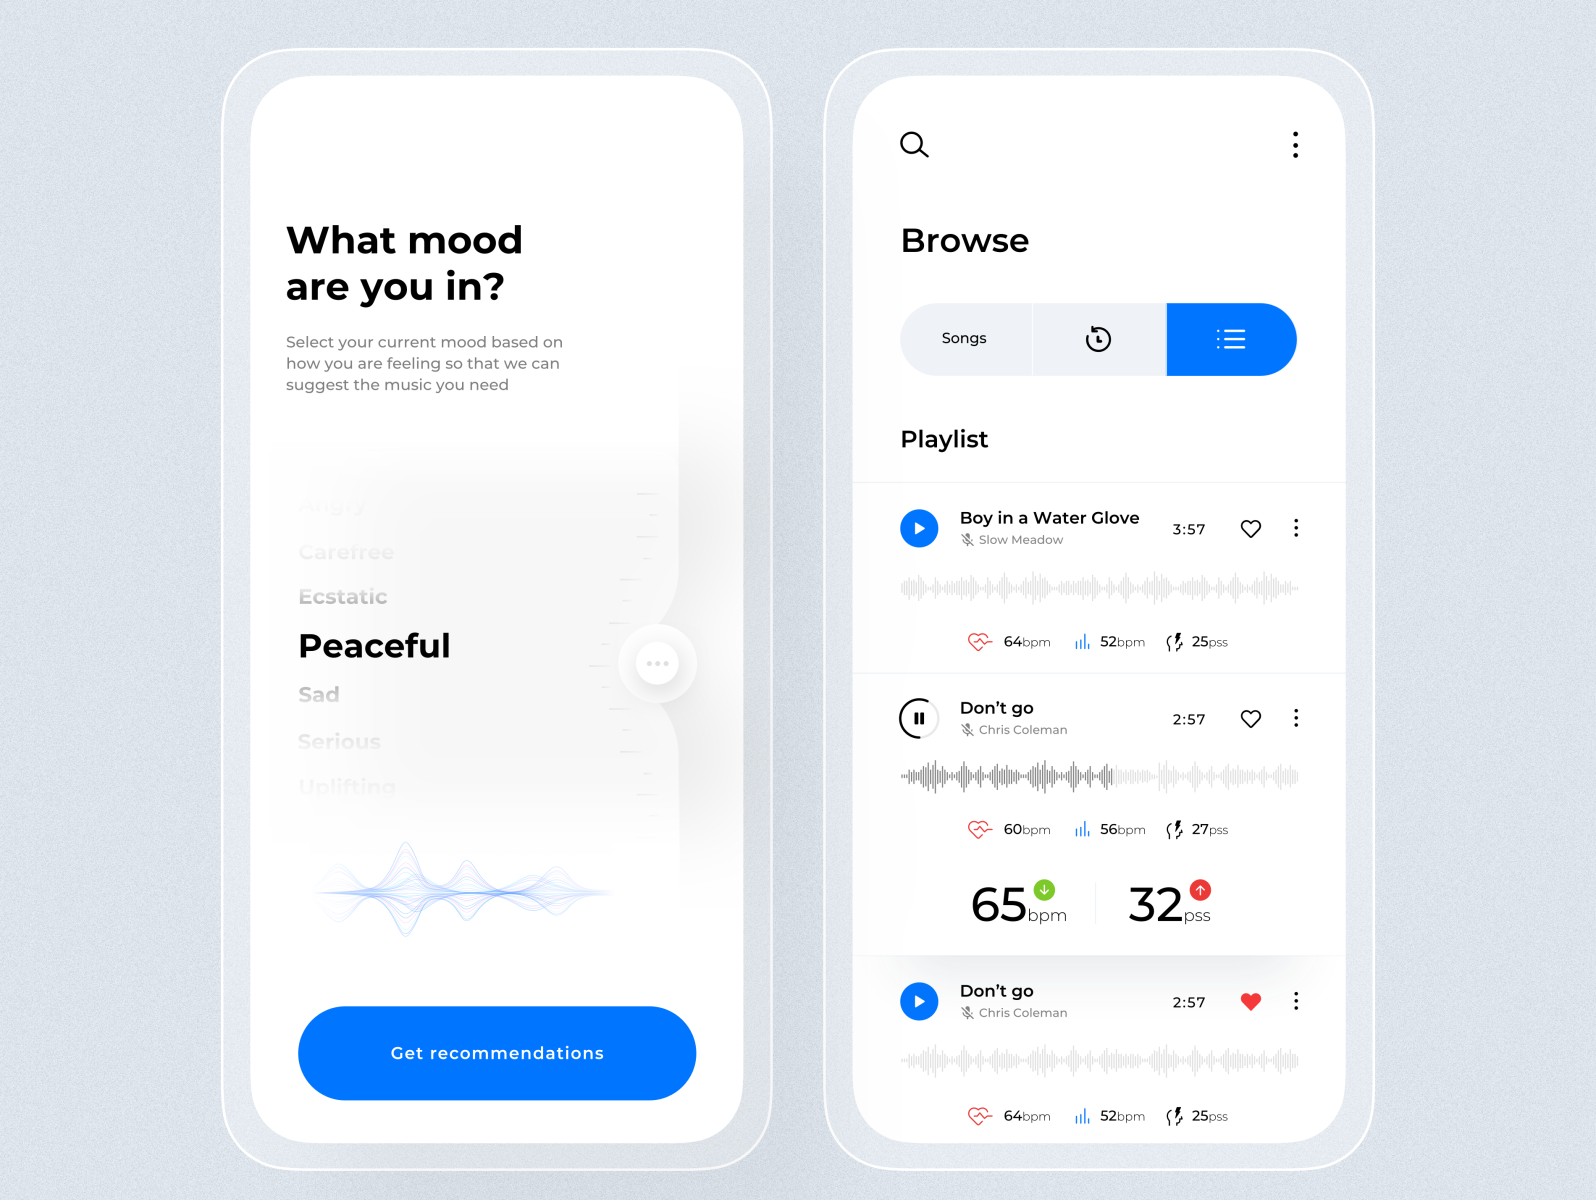 What mood
are you in?
Select your current mood based on
how you are feeling so that we can
suggest the music you need
Angry
Carefree
Ecstatic
Peaceful
Sad
Serious
Uplifting
Get recommendations
Browse
Songs
Playlist
Boy in a Water Glove
Slow Meadow
3:57
64bpm 52bpm 25pss
Don’t go
Chris Coleman
2:57
60bpm 56bpm 27pss
65bpm 32pss
Don’t go
Chris Coleman
2:57
64bpm 52bpm 25pss